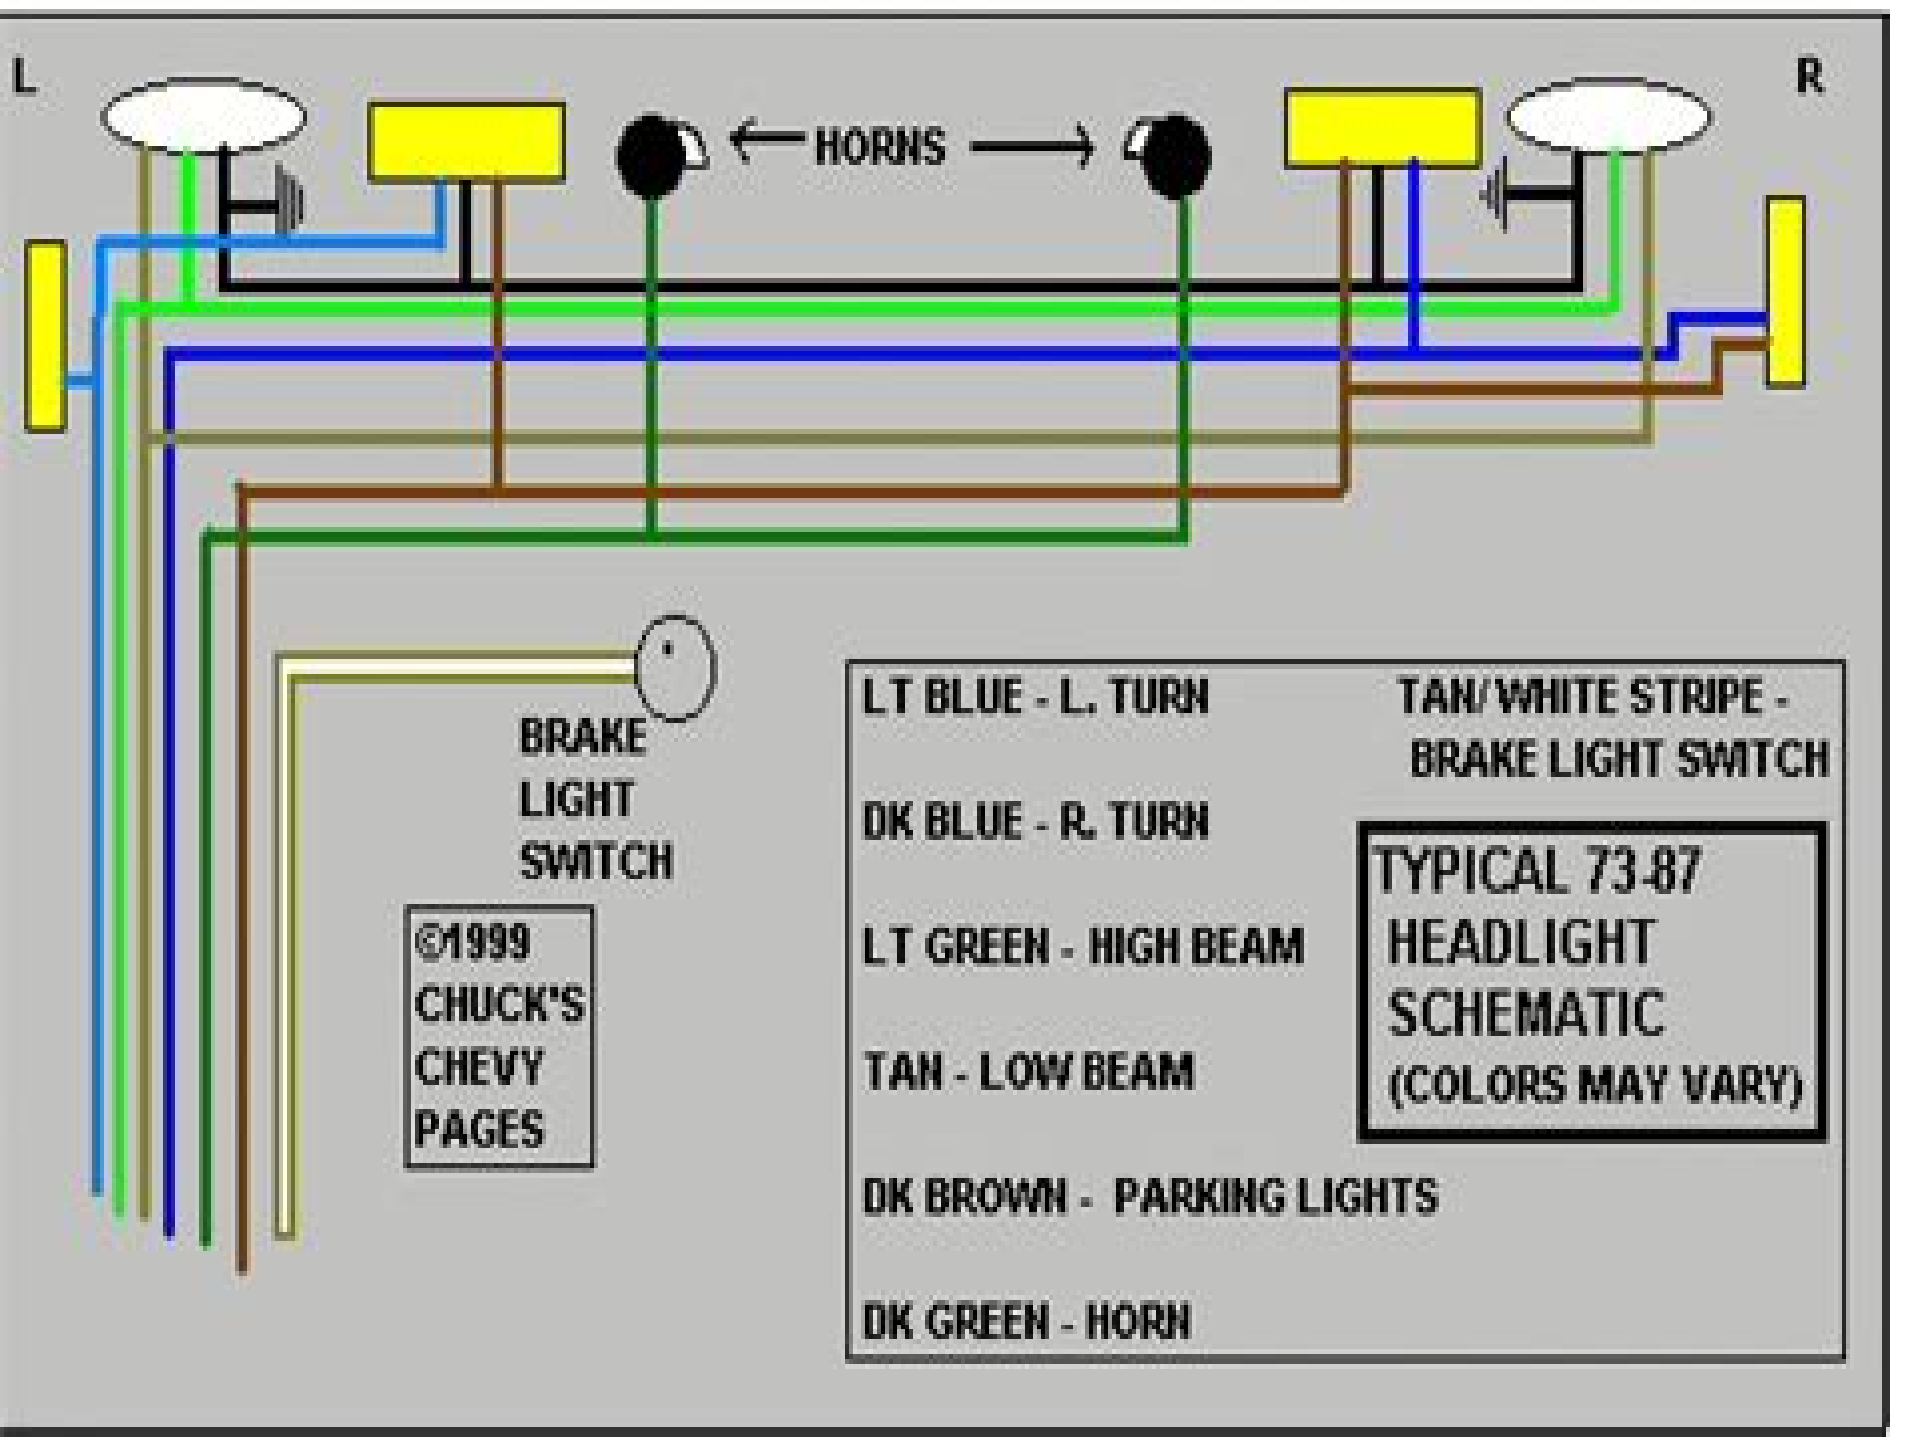 L
R
HORNS
BRAKE
LIGHT
SWITCH
©1999
CHUCK'S
CHEVY
PAGES
LT BLUE - L. TURN
DK BLUE - R. TURN
LT GREEN - HIGH BEAM
TAN - LOW BEAM
DK BROWN - PARKING LIGHTS
DK GREEN - HORN
TAN/WHITE STRIPE -
BRAKE LIGHT SWITCH
TYPICAL 73-87
HEADLIGHT
SCHEMATIC
(COLORS MAY VARY)